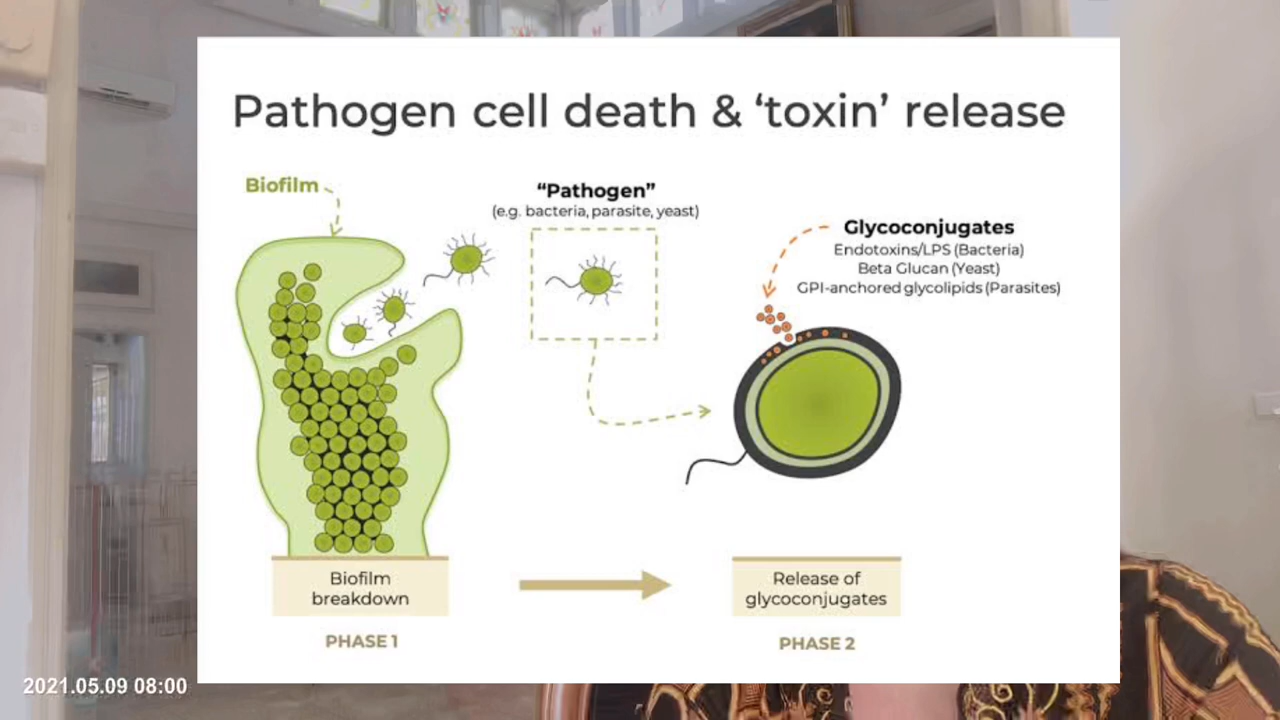 Pathogen cell death & ‘toxin’ release
Biofilm
“Pathogen”
(e.g. bacteria, parasite, yeast)
Glycoconjugates
Endotoxins/LPS (Bacteria)
Beta Glucan (Yeast)
GPI-anchored glycolipids (Parasites)
Biofilm
breakdown
Release of
glycoconjugates
PHASE 1
PHASE 2
2021.05.09 08:00